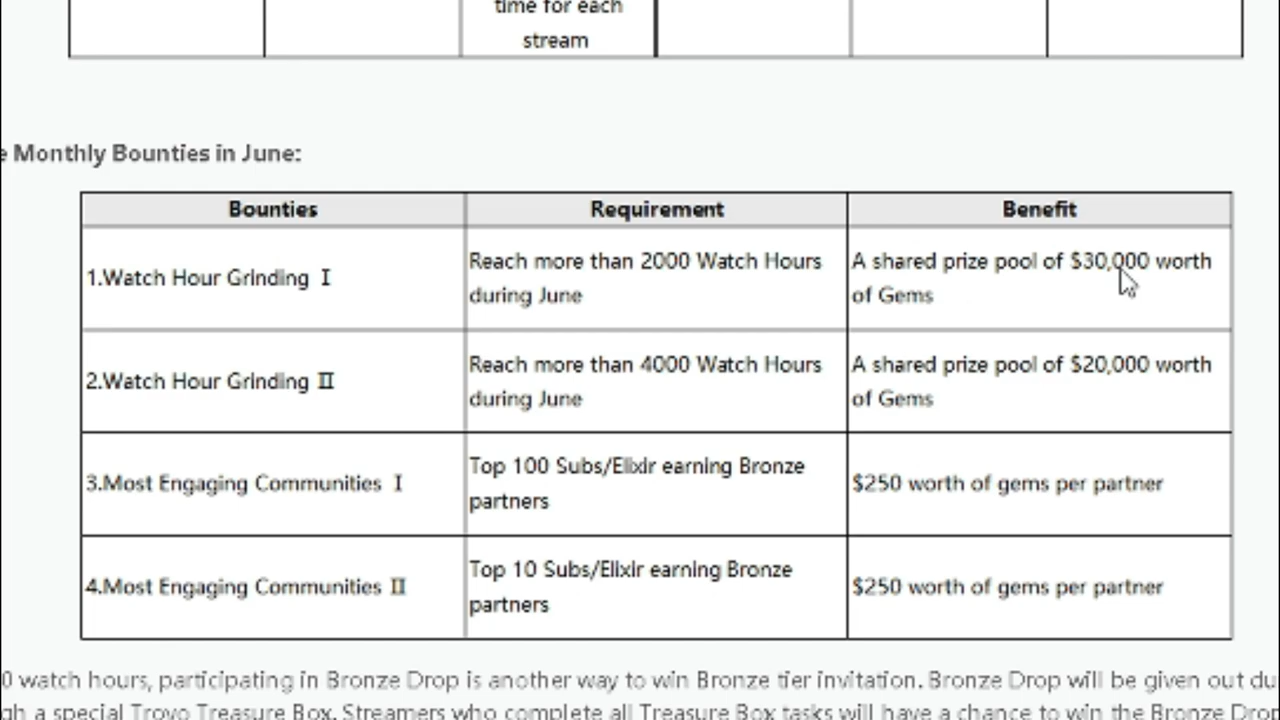 time for each
stream
Monthly Bounties in June:
Bounties
Requirement
Benefit
1.Watch Hour Grinding Ⅰ
Reach more than 2000 Watch Hours
during June
A shared prize pool of $30,000 worth
of Gems
2.Watch Hour Grinding Ⅱ
Reach more than 4000 Watch Hours
during June
A shared prize pool of $20,000 worth
of Gems
3.Most Engaging Communities Ⅰ
Top 100 Subs/Elixir earning Bronze
partners
$250 worth of gems per partner
4.Most Engaging Communities Ⅱ
Top 10 Subs/Elixir earning Bronze
partners
$250 worth of gems per partner
watch hours, participating in Bronze Drop is another way to win Bronze tier invitation. Bronze Drop will be given out
a special Trovo Treasure Box. Streamers who complete all Treasure Box tasks will have a chance to win the Bronze Drop